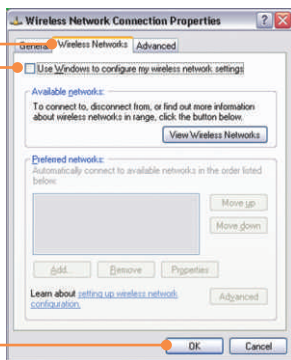 Wireless Network Connection Properties
General Wireless Networks Advanced
Use Windows to configure my wireless network settings
Available networks:
To connect to, disconnect from, or find out more information
about wireless networks in range, click the button below.
View Wireless Networks
Preferred networks:
Automatically connect to available networks in the order listed
below:
Move up
Move down
Add... Remove Properties
Learn about setting up wireless network
configuration.
Advanced
OK Cancel